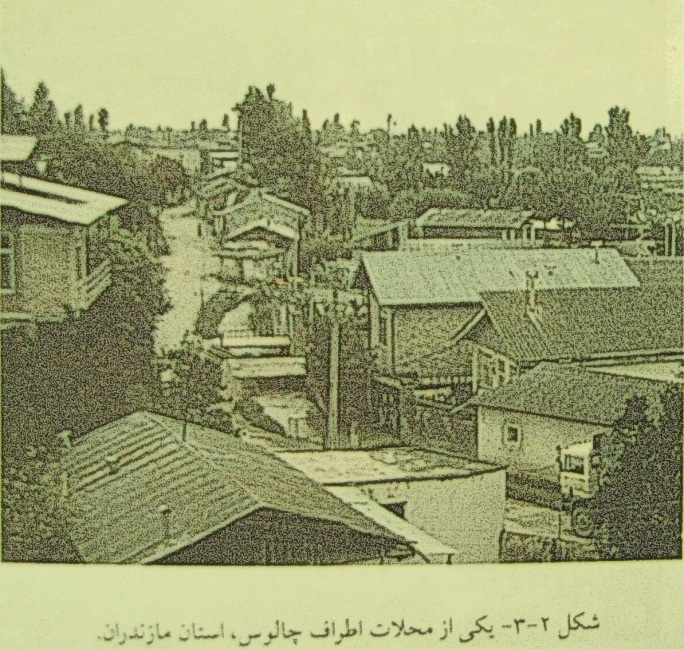 شکل ۲-۳- یکی از محلات اطراف چالوس، استان مازندران.